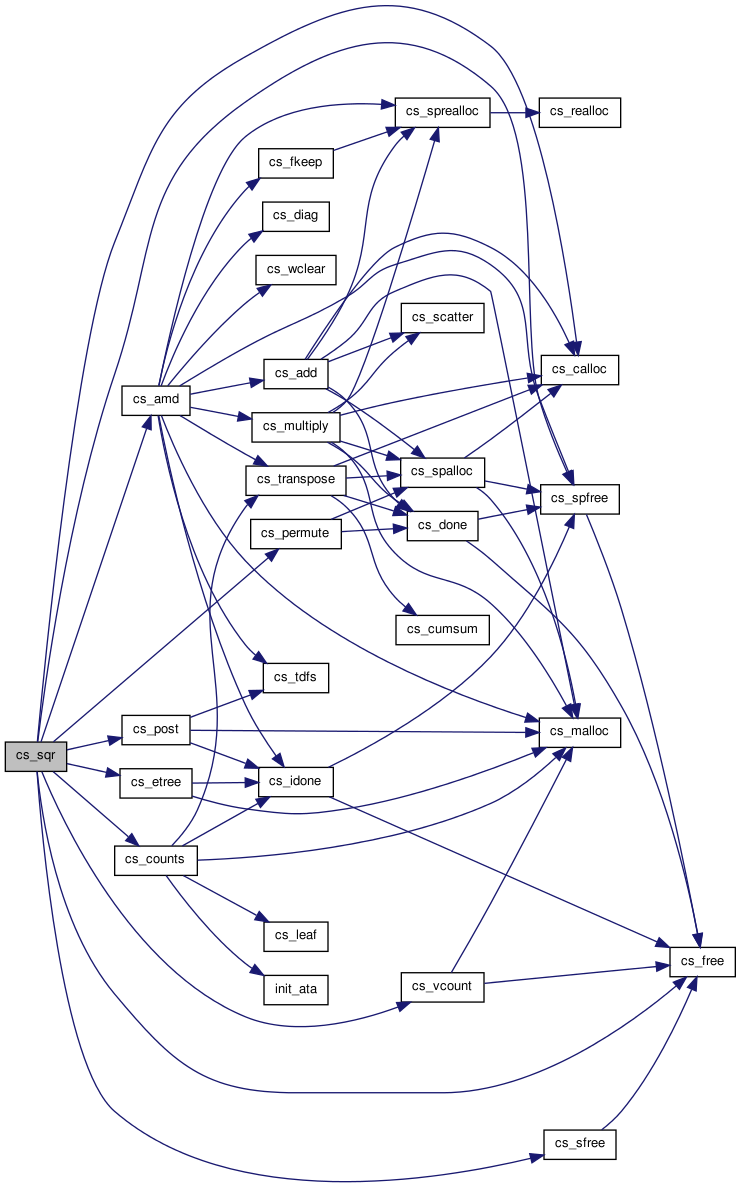 cs_sprealloc
cs_realloc
cs_fkeep
cs_diag
cs_wclear
cs_scatter
cs_add
cs_calloc
cs_amd
cs_multiply
cs_spalloc
cs_transpose
cs_spfree
cs_done
cs_permute
cs_cumsum
cs_tdfs
cs_post
cs_malloc
cs_sqr
cs_etree
cs_idone
cs_counts
cs_leaf
cs_free
cs_vcount
init_ata
cs_sfree